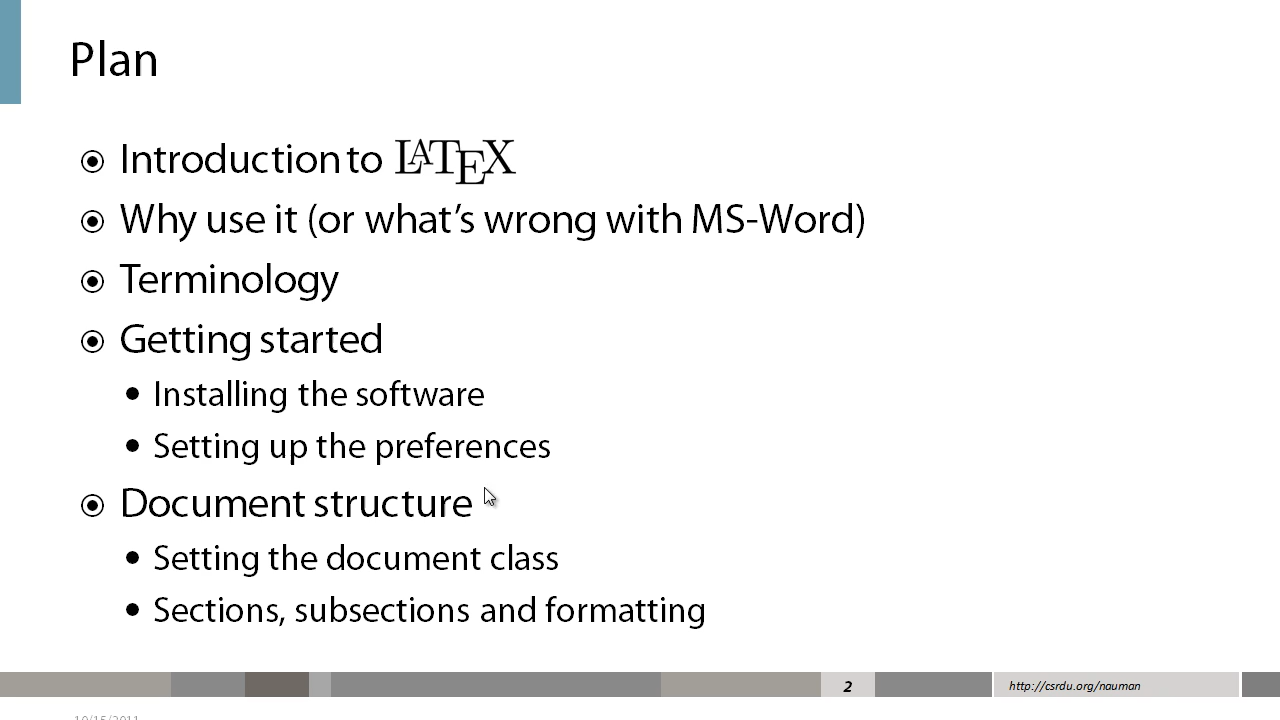 Plan
Introduction to LATEX
Why use it (or what's wrong with MS-Word)
Terminology
Getting started
Installing the software
Setting up the preferences
Document structure
Setting the document class
Sections, subsections and formatting
2
http://csrdu.org/nauman
10/15/2011